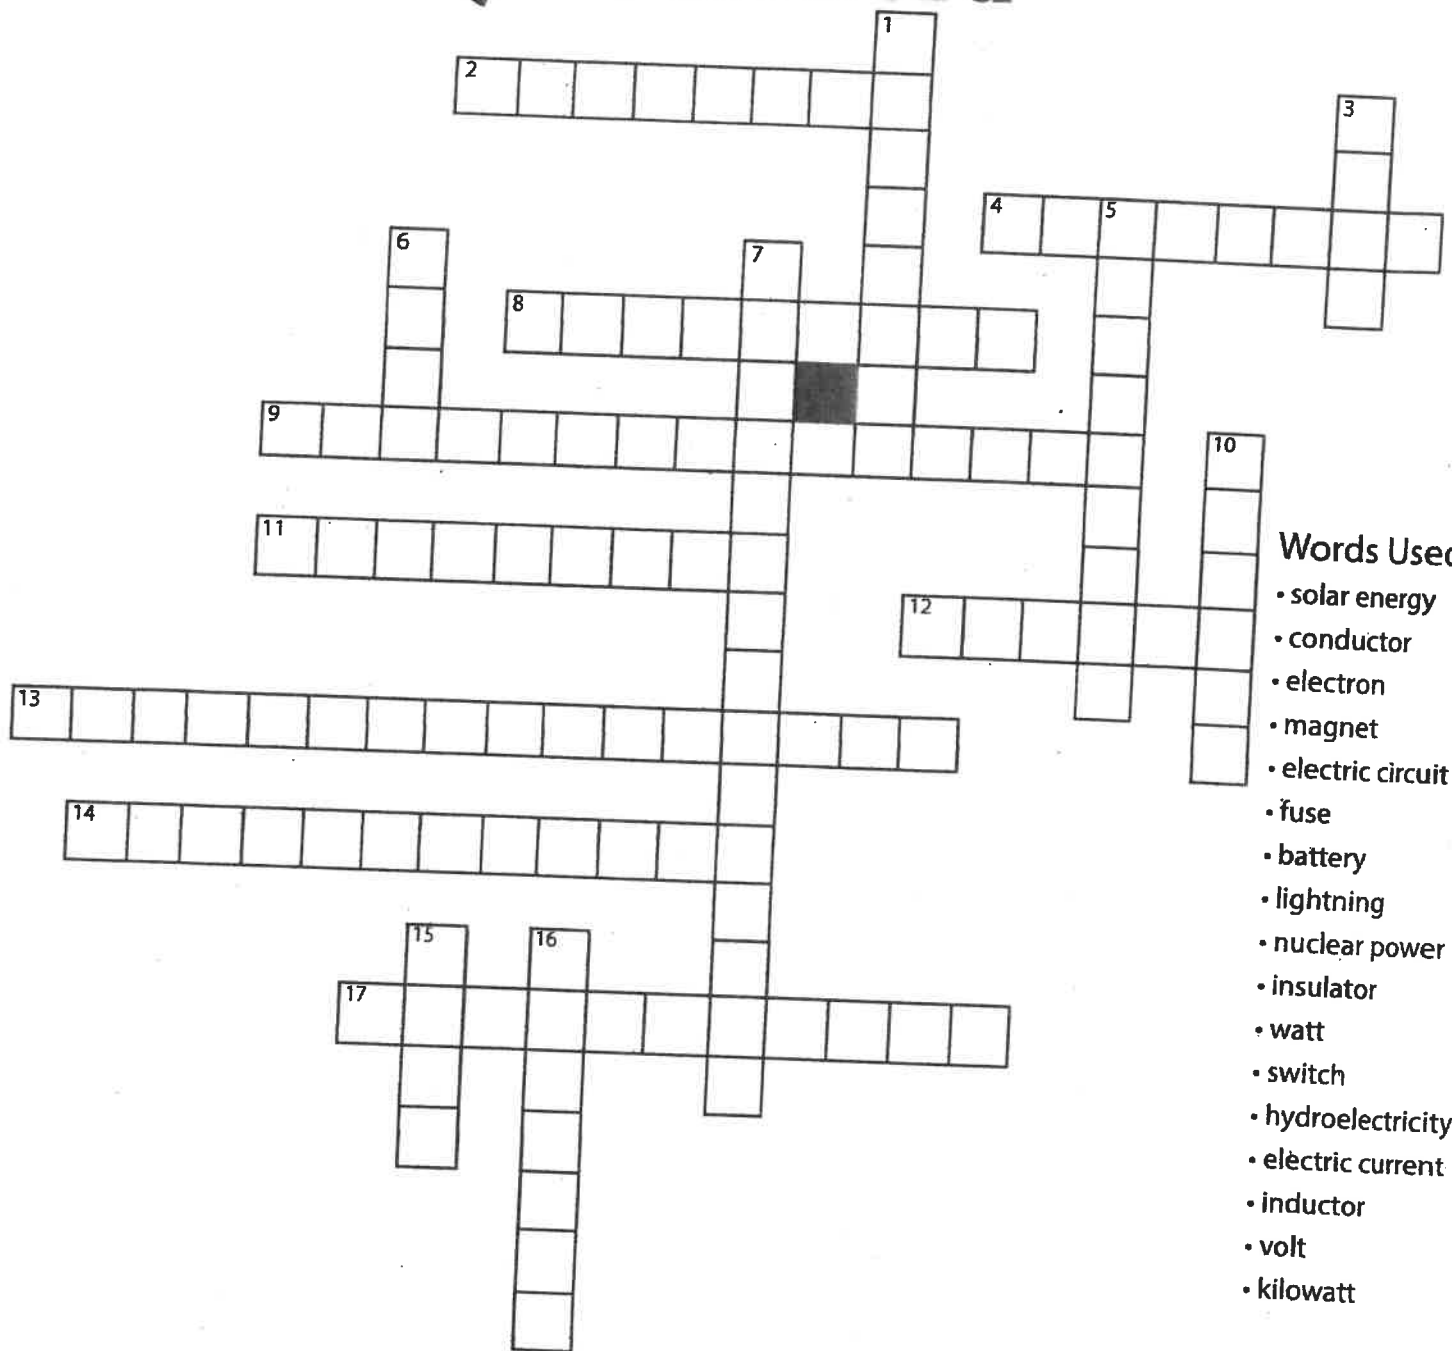 1
2
3
4
5
6
7
8
9
10
11
12
13
14
15
16
17
Words Used
• solar energy
• conductor
• electron
• magnet
• electric circuit
• fuse
• battery
• lightning
• nuclear power
• insulator
• watt
• switch
• hydroelectricity
• electric current
• inductor
• volt
• kilowatt